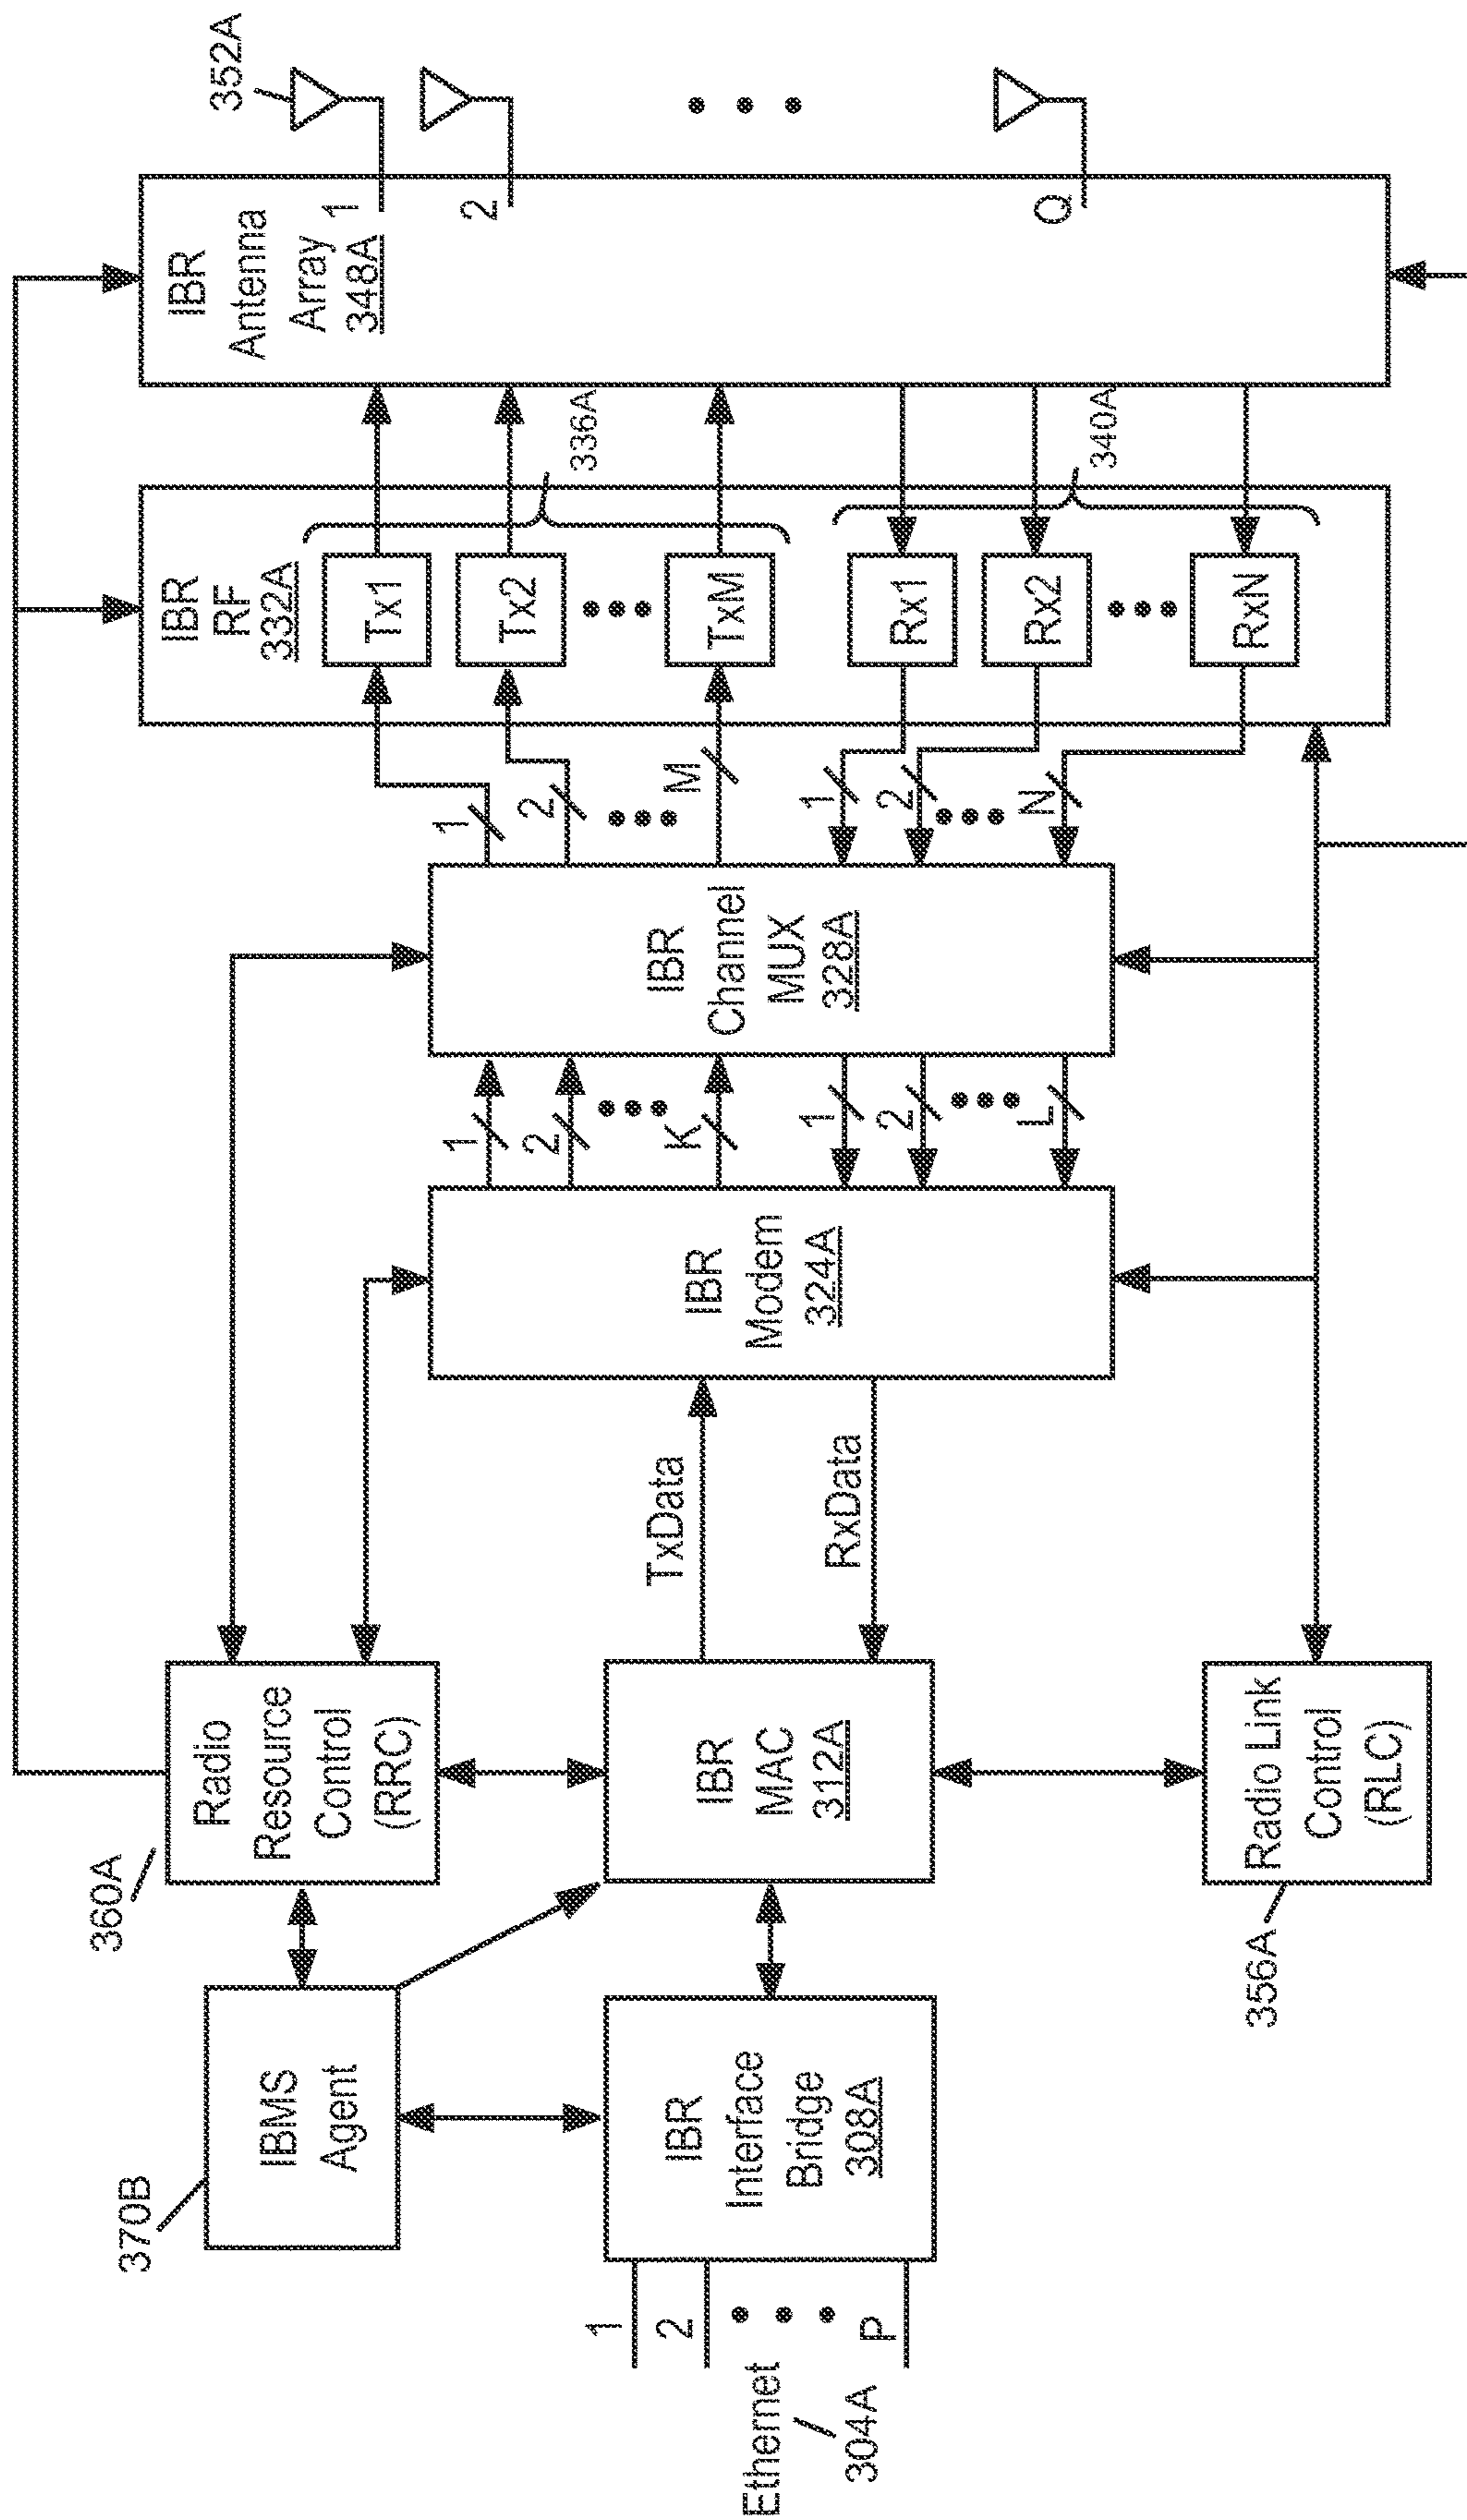 352A
IBR
Antenna
Array
348A
1
2
Q
IBR
RF
332A
Tx1
Tx2
TxM
336A
Rx1
Rx2
RxN
340A
1
2
M
1
2
N
IBR
Channel
MUX
328A
1
2
K
1
2
L
IBR
Modem
324A
TxData
RxData
360A
Radio
Resource
Control
(RRC)
IBR
MAC
312A
Radio Link
Control
(RLC)
356A
370B
IBMS
Agent
IBR
Interface
Bridge
308A
1
2
P
Ethernet
304A